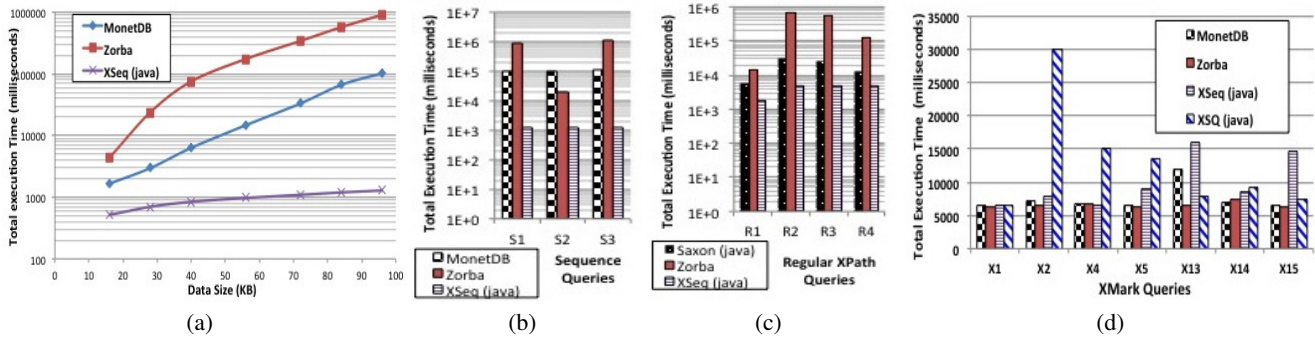 Total execution Time (milliseconds)
1000000
100000
10000
1000
100
MonetDB
Zorba
XSeq (java)
0 10 20 30 40 50 60 70 80 90 100
Data Size (KB)
(a)
Total Execution Time (milliseconds)
1E+7
1E+6
1E+5
1E+4
1E+3
1E+2
1E+1
1E+0
S1 S2 S3
MonetDB
Zorba
XSeq (java)
Sequence
Queries
(b)
Total Execution Time (milliseconds)
1E+6
1E+5
1E+4
1E+3
1E+2
1E+1
1E+0
R1 R2 R3 R4
Saxon (java)
Zorba
XSeq (java)
Regular XPath
Queries
(c)
Total Execution Time (milliseconds)
35000
30000
25000
20000
15000
10000
5000
0
MonetDB
Zorba
XSeq (java)
XSQ (java)
X1 X2 X4 X5 X13 X14 X15
XMark Queries
(d)